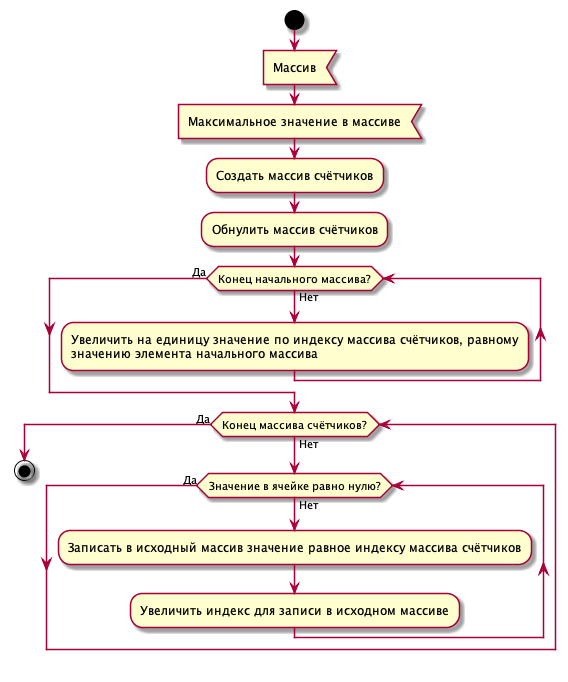 Массив
Максимальное значение в массиве
Создать массив счётчиков
Обнулить массив счётчиков
Да
Конец начального массива?
Нет
Увеличить на единицу значение по индексу массива счётчиков, равному
значению элемента начального массива
Да
Конец массива счётчиков?
Нет
Да
Значение в ячейке равно нулю?
Нет
Записать в исходный массив значение равное индексу массива счётчиков
Увеличить индекс для записи в исходном массиве